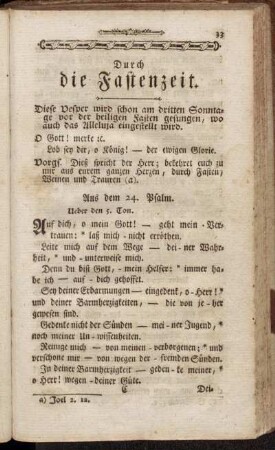 33
Durch
die Fastenzeit.
Diese Vesper wird schon am dritten Sonnta-
ge vor der heiligen Fasten gesungen, wo
auch das Alleluja eingestellt wird.
O Gott! merke ꝛc.
Lob sey der, o König! — der ewigen Glorie.
Vorgs. Dieß spricht der Herr; bekehret euch zu
mir aus eurem ganzen Herzen, durch Fasten,
Weinen und Trauren (a).
Aus dem 24. Psalm.
Ueber den 5. Ton.
Auf dich, o mein Gott! — geht mein Ver-
trauen: * laß mich - nicht erröthen.
Leite mich auf dem Wege — dei-ner Wahr-
heit, * und - unterweise mich.
Denn du bist Gott, - mein Helfer: * immer ha-
be ich — auf - dich gehoffet.
Sey deiner Erbarmungen — eingedenk, o-Herr! *
und deiner Barmherzigkeiten, — die von je-her
gewesen sind.
Gedenke nicht der Sünden — mei-ner Jugend, *
noch meiner Un-wissenheiten.
Reinige mich — von meinen - verborgenen; * und
verschone mir — von wegen der - fremden Sünden.
In deiner Barmherzigkeit — geden-ke meiner, *
o Herr! wegen - deiner Güte.
C Dei-
a) Joel 2. 12.